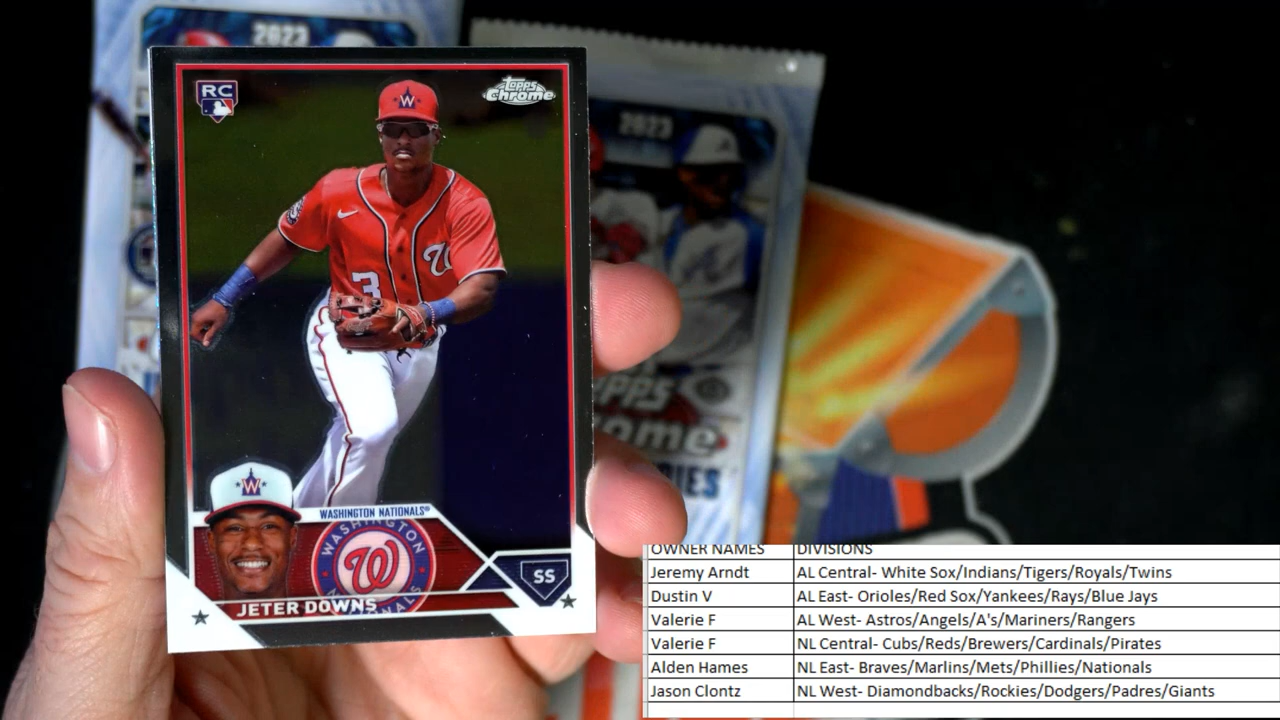 2023
RC
Topps
Chrome
2023
W
W
3
WASHINGTON NATIONALS®
WASHINGTON
W
NATIONALS
SS
JETER DOWNS
OWNER NAMES DIVISIONS
Jeremy Arndt AL Central- White Sox/Indians/Tigers/Royals/Twins
Dustin V AL East- Orioles/Red Sox/Yankees/Rays/Blue Jays
Valerie F AL West- Astros/Angels/A's/Mariners/Rangers
Valerie F NL Central- Cubs/Reds/Brewers/Cardinals/Pirates
Alden Hames NL East- Braves/Marlins/Mets/Phillies/Nationals
Jason Clontz NL West- Diamondbacks/Rockies/Dodgers/Padres/Giants